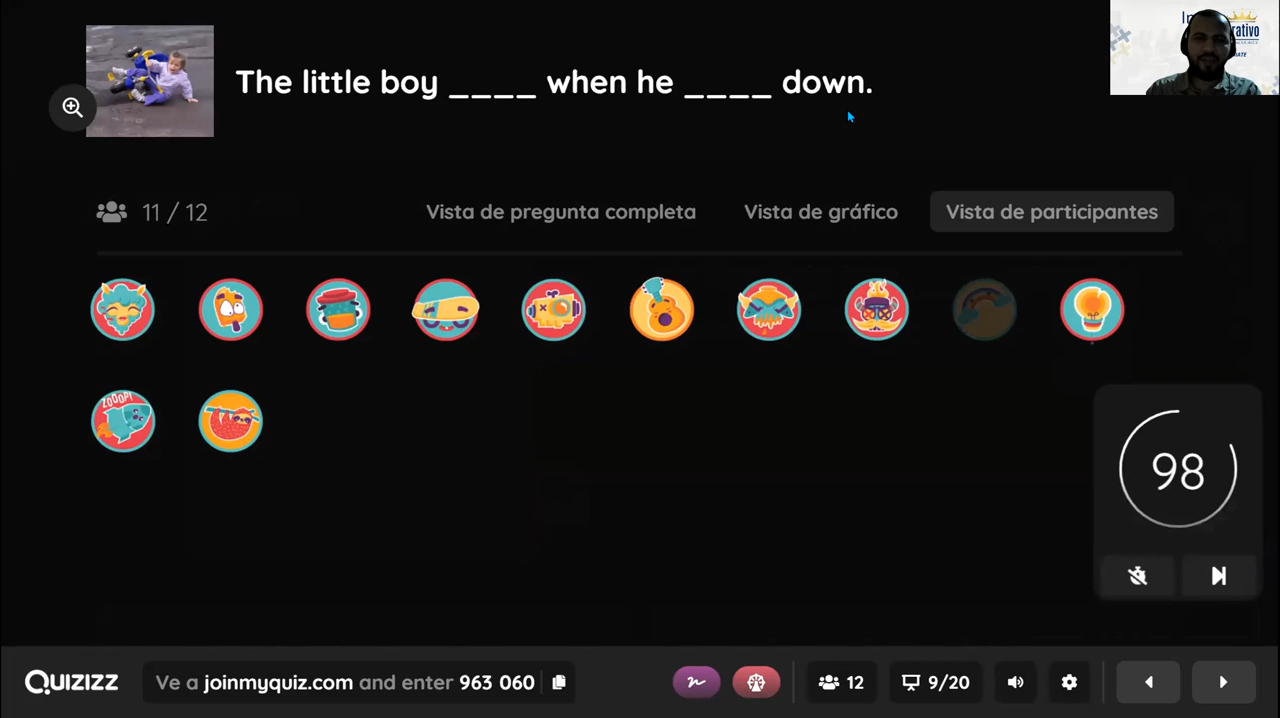 The little boy ____ when he ____ down.
11 / 12
Vista de pregunta completa
Vista de gráfico
Vista de participantes
ZOOOP!
98
Quizizz
Ve a joinmyquiz.com and enter 963 060
12
9/20